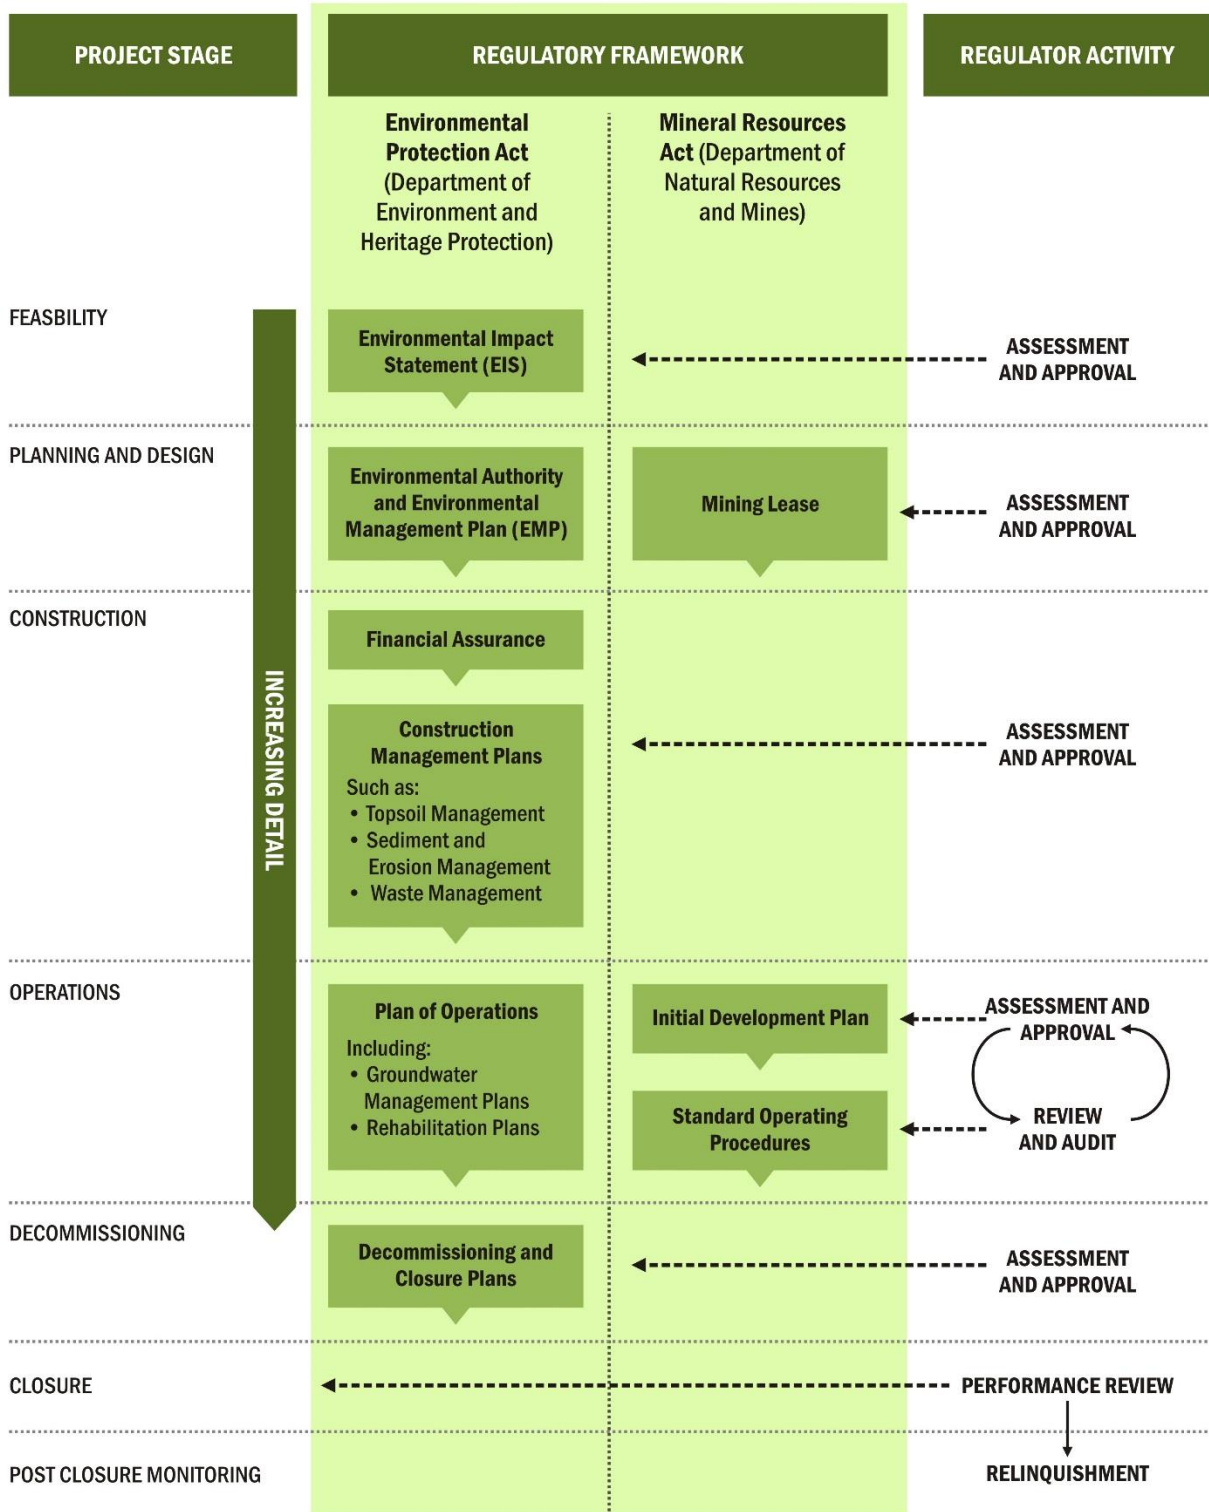 PROJECT STAGE
REGULATORY FRAMEWORK
REGULATOR ACTIVITY
Environmental
Protection Act
(Department of
Environment and
Heritage Protection)
Mineral Resources
Act (Department of
Natural Resources
and Mines)
INCREASING DETAIL
FEASBILITY
Environmental Impact
Statement (EIS)
ASSESSMENT
AND APPROVAL
PLANNING AND DESIGN
Environmental Authority
and Environmental
Management Plan (EMP)
Mining Lease
ASSESSMENT
AND APPROVAL
CONSTRUCTION
Financial Assurance
Construction
Management Plans
Such as:
• Topsoil Management
• Sediment and
Erosion Management
• Waste Management
ASSESSMENT
AND APPROVAL
OPERATIONS
Plan of Operations
Including:
• Groundwater
Management Plans
• Rehabilitation Plans
Initial Development Plan
Standard Operating
Procedures
ASSESSMENT AND
APPROVAL
REVIEW
AND AUDIT
DECOMMISSIONING
Decommissioning and
Closure Plans
ASSESSMENT
AND APPROVAL
CLOSURE
PERFORMANCE REVIEW
POST CLOSURE MONITORING
RELINQUISHMENT